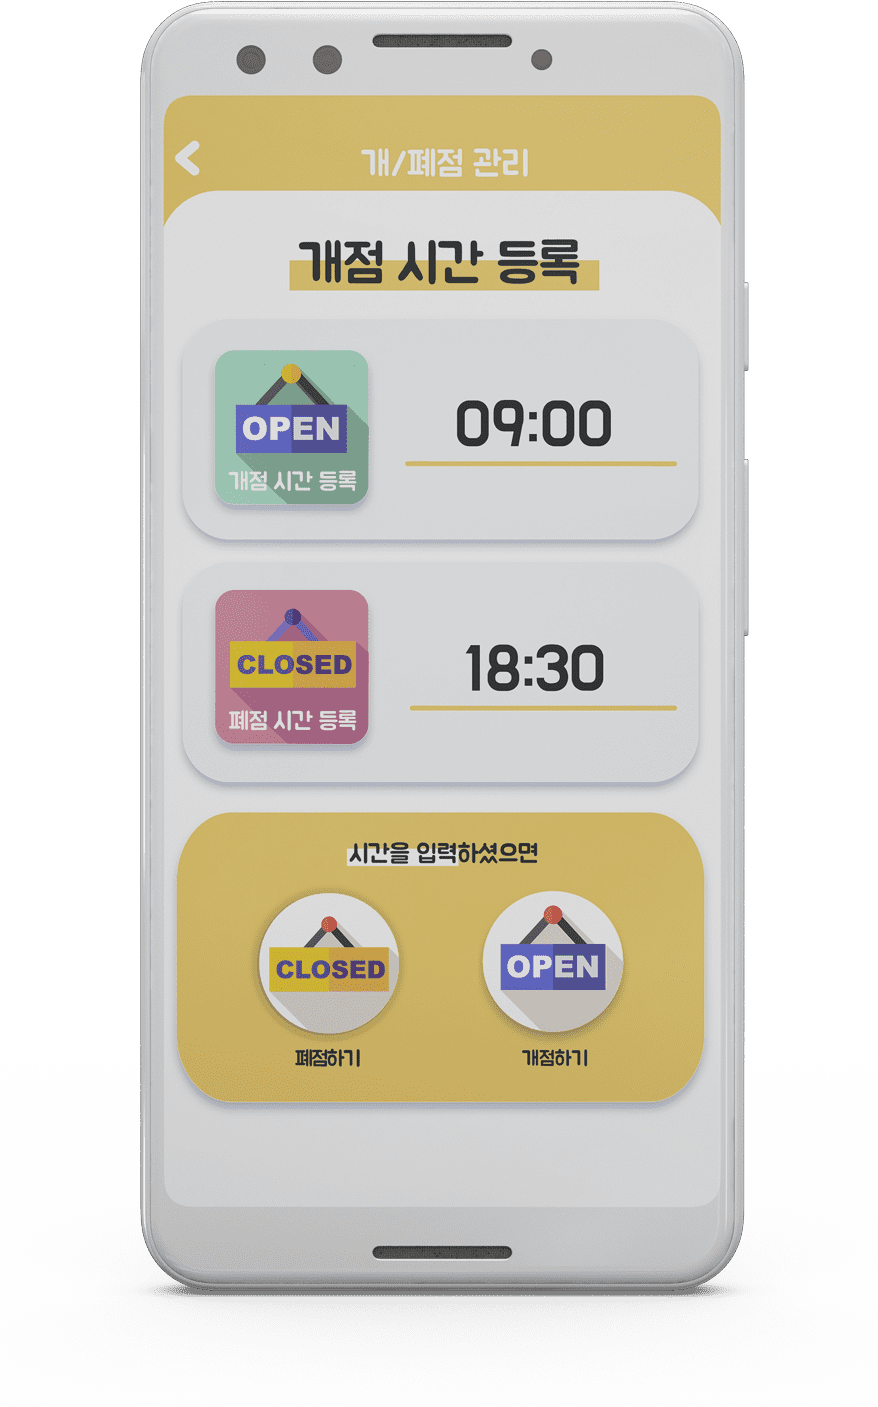 개/폐점 관리
개점 시간 등록
OPEN
개점 시간 등록
09:00
CLOSED
폐점 시간 등록
18:30
시간을 입력하셨으면
CLOSED
폐점하기
OPEN
개점하기